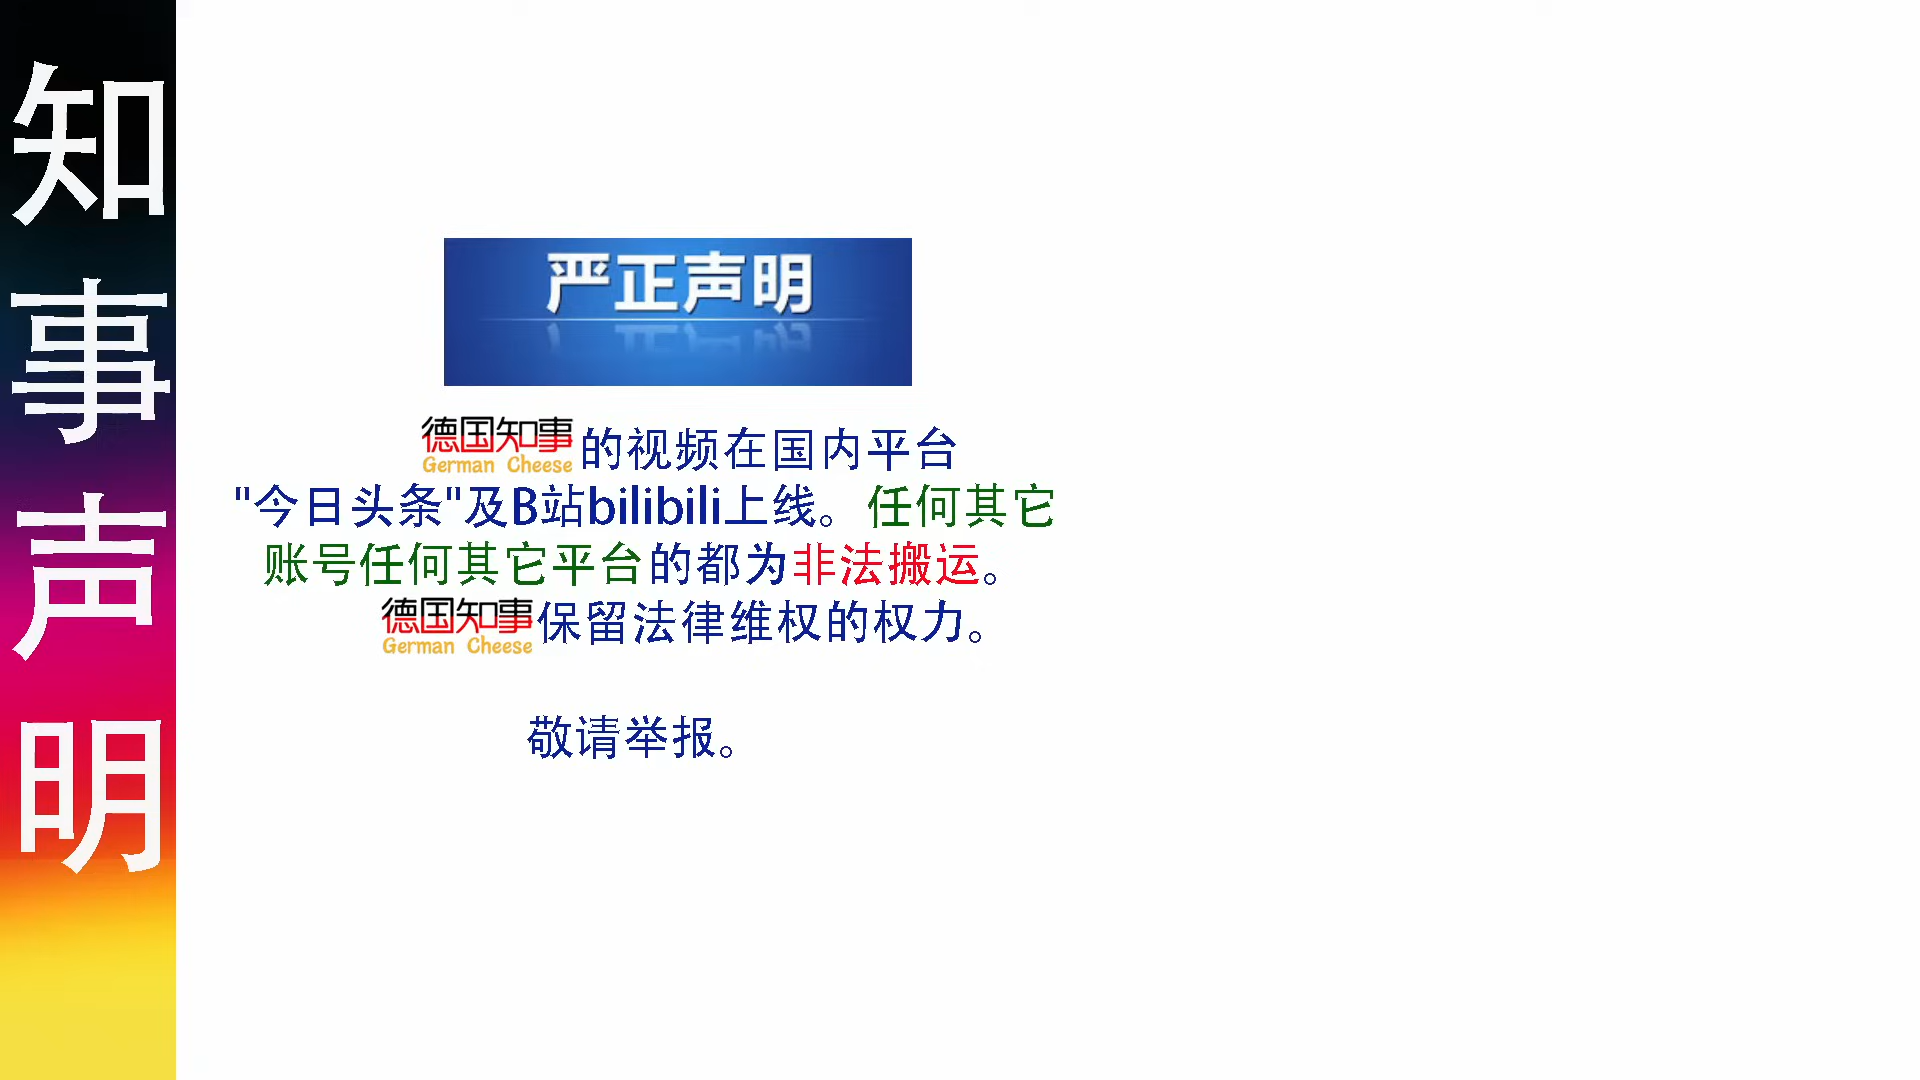 知事声明
严正声明
德国知事的视频在国内平台
German Cheese
"今日头条"及B站bilibili上线。任何其它
账号任何其它平台的都为非法搬运。
德国知事保留法律维权的权力。
German Cheese
敬请举报。